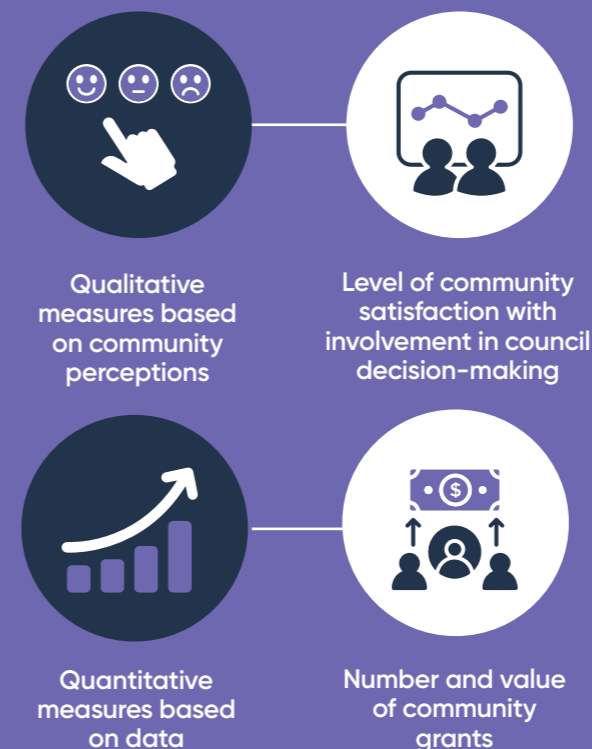 Qualitative
measures based
on community
perceptions
Level of community
satisfaction with
involvement in council
decision-making
$
Quantitative
measures based
on data
Number and value
of community
grants